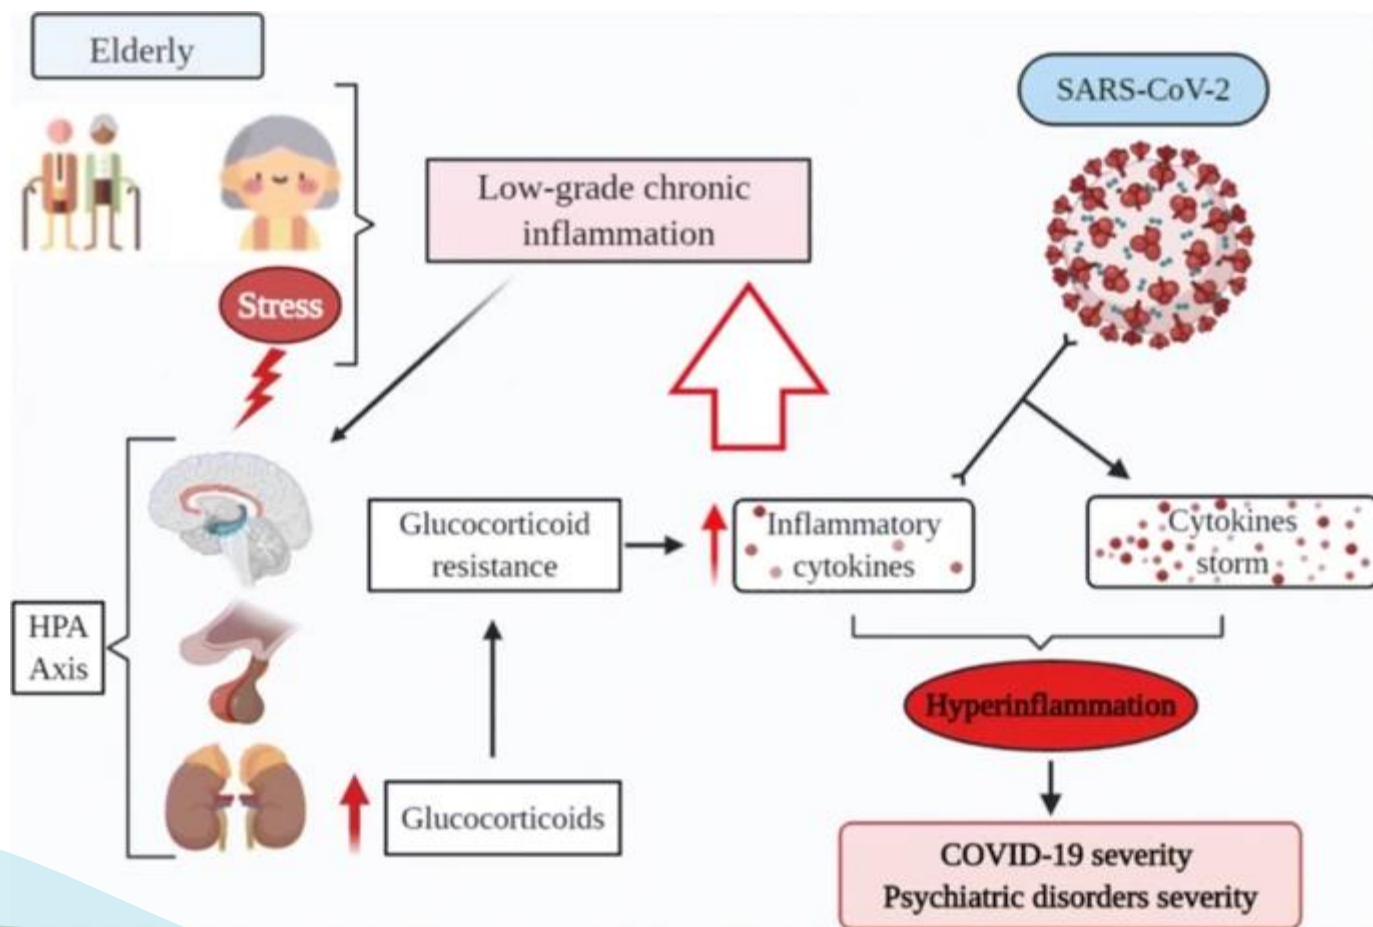 Elderly
SARS-CoV-2
Low-grade chronic
inflammation
Stress
Glucocorticoid
resistance
Inflammatory
cytokines
Cytokines
storm
HPA
Axis
Hyperinflammation
Glucocorticoids
COVID-19 severity
Psychiatric disorders severity